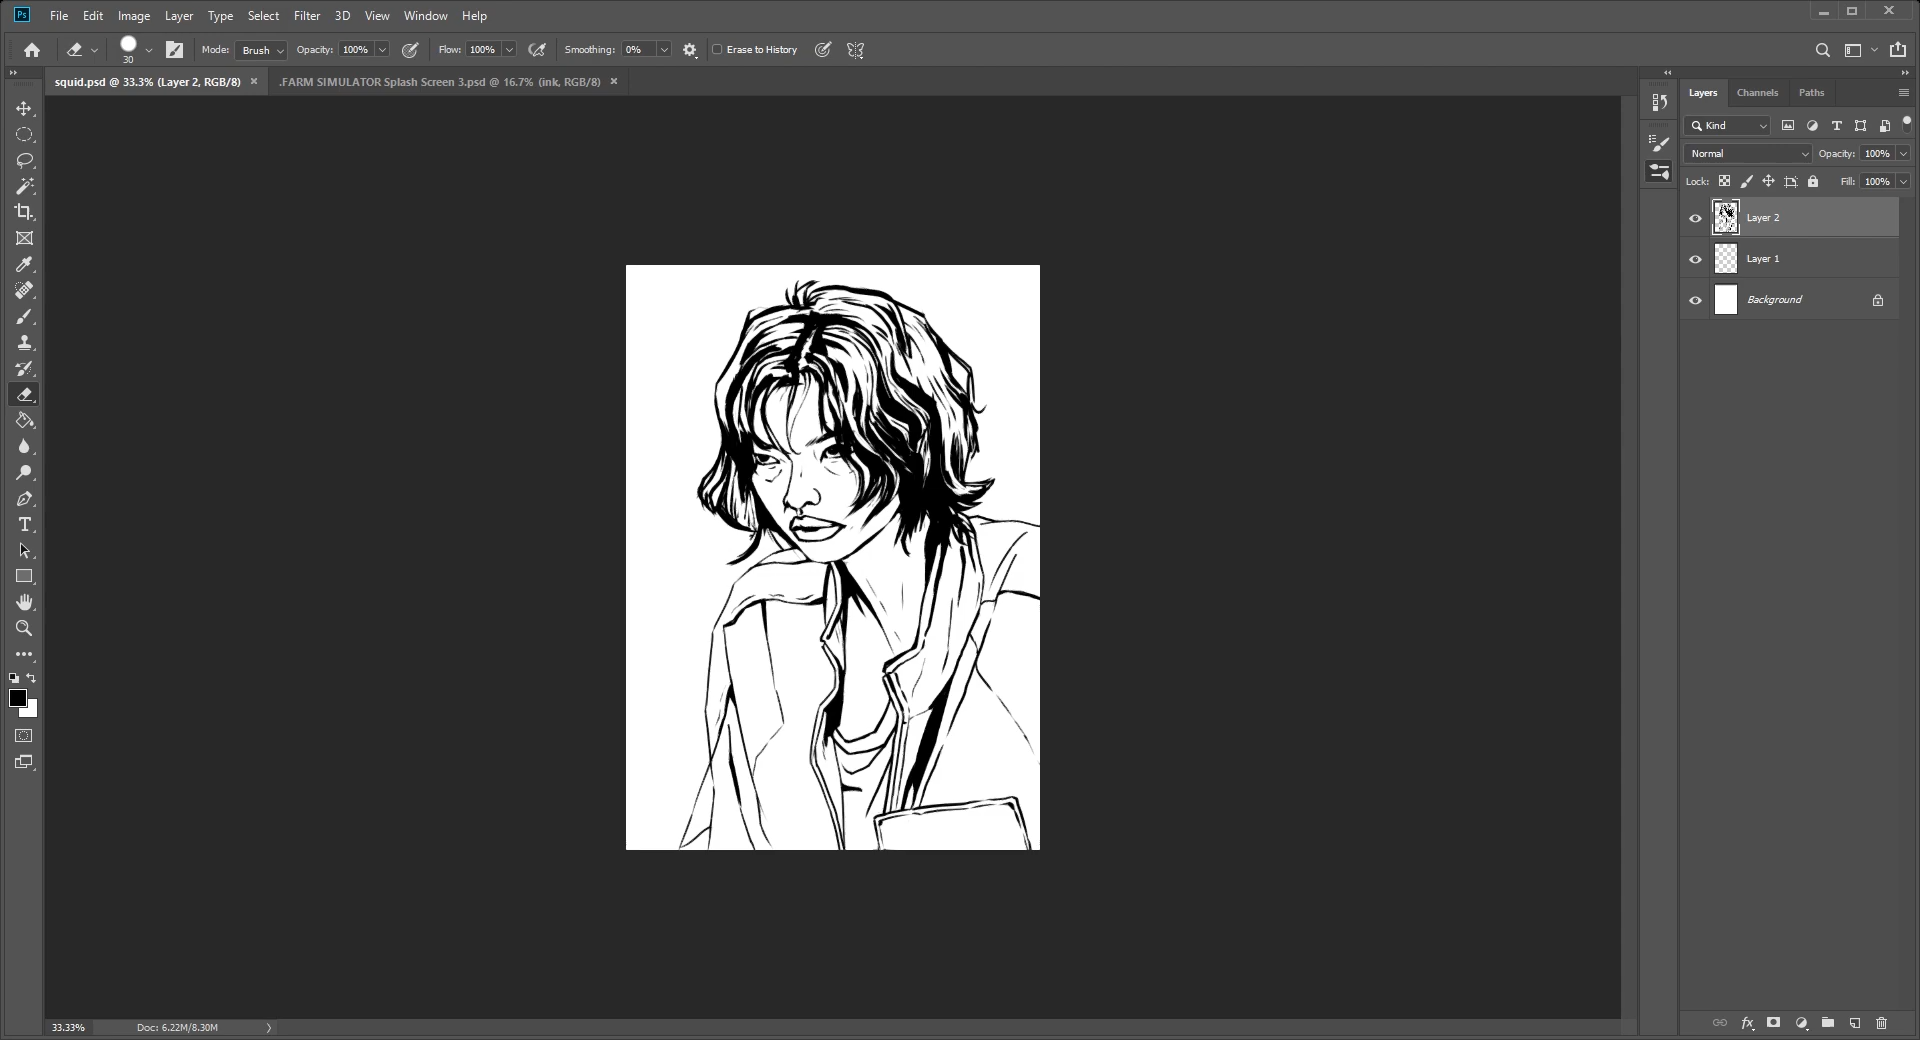 Ps File Edit Image Layer Type Select Filter 3D View Window Help
30 Mode: Brush Opacity: 100% Flow: 100% Smoothing: 0% Erase to History
squid.psd @ 33.3% (Layer 2, RGB/8) .FARM SIMULATOR Splash Screen 3.psd @ 16.7% (ink, RGB/8)
Layers Channels Paths
Kind
Normal Opacity: 100%
Lock: Fill: 100%
Layer 2
Layer 1
Background
33.33% Doc: 6.22M/8.30M
fx